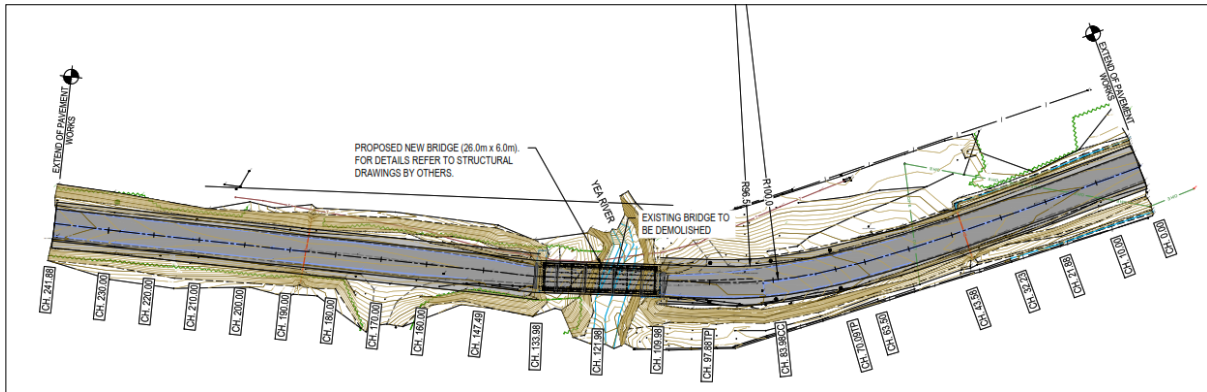 EXTEND OF PAVEMENT
WORKS
EXTEND OF PAVEMENT
WORKS
PROPOSED NEW BRIDGE (26.0m x 6.0m).
FOR DETAILS REFER TO STRUCTURAL
DRAWINGS BY OTHERS.
YEA RIVER
EXISTING BRIDGE TO
BE DEMOLISHED
R96.5
R100.0
CH. 241.88
CH. 230.00
CH. 220.00
CH. 210.00
CH. 200.00
CH. 190.00
CH. 180.00
CH. 170.00
CH. 160.00
CH. 147.49
CH. 133.98
CH. 121.98
CH. 109.98
CH. 97.88TP
CH. 83.98CC
CH. 70.09TP
CH. 63.50
CH. 43.58
CH. 32.23
CH. 21.88
CH. 10.00
CH. 0.00